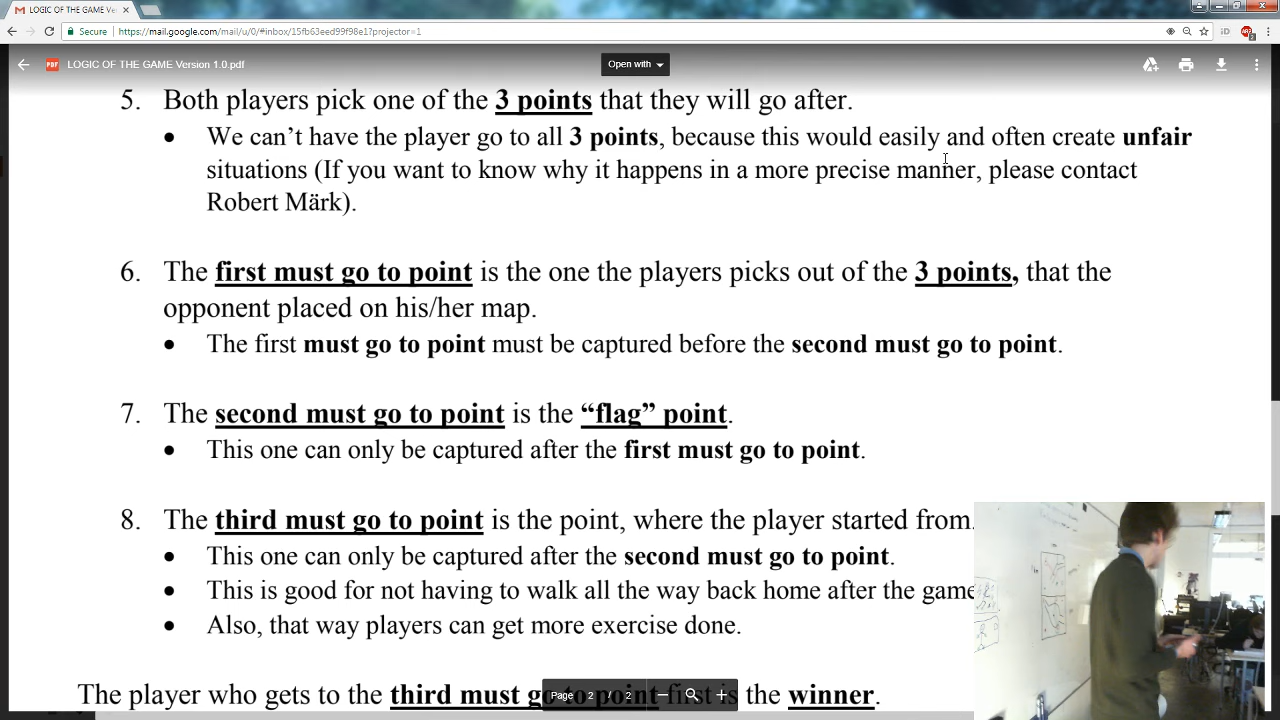 LOGIC OF THE GAME Ve
Secure https://mail.google.com/mail/u/0/#inbox/15fb63eed99f98e1?projector=1
LOGIC OF THE GAME Version 1.0.pdf
Open with
5. Both players pick one of the 3 points that they will go after.
• We can’t have the player go to all 3 points, because this would easily and often create unfair
situations (If you want to know why it happens in a more precise manner, please contact
Robert Märk).
6. The first must go to point is the one the players picks out of the 3 points, that the
opponent placed on his/her map.
• The first must go to point must be captured before the second must go to point.
7. The second must go to point is the “flag” point.
• This one can only be captured after the first must go to point.
8. The third must go to point is the point, where the player started from.
• This one can only be captured after the second must go to point.
• This is good for not having to walk all the way back home after the game
• Also, that way players can get more exercise done.
The player who gets to the third must go to point first is the winner.
Page 2 / 2